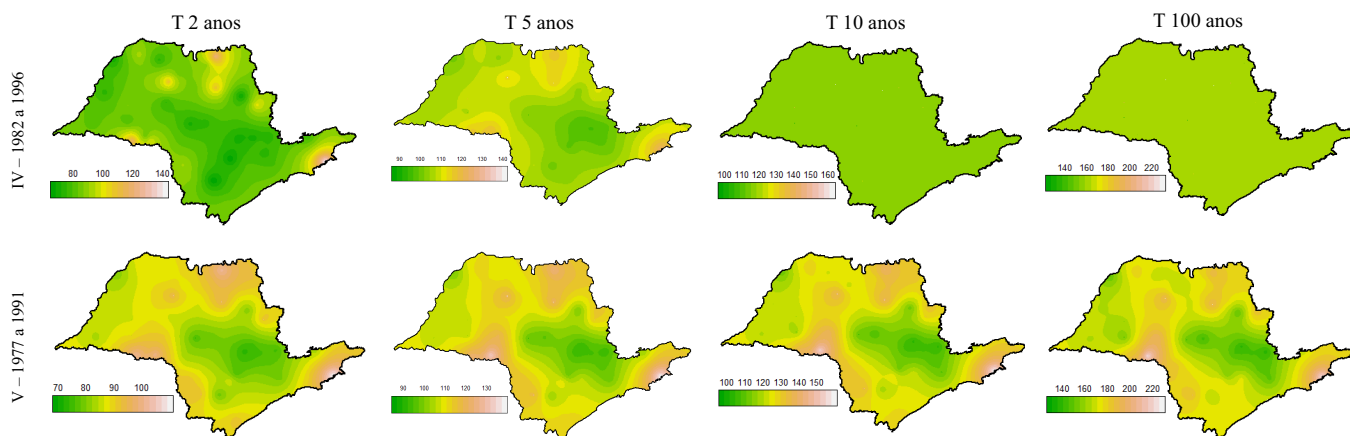 T 2 anos T 5 anos T 10 anos T 100 anos
IV – 1982 a 1996
80 100 120 140
90 100 110 120 130 140
100 110 120 130 140 150 160
140 160 180 200 220
V – 1977 a 1991
70 80 90 100
90 100 110 120 130
100 110 120 130 140 150
140 160 180 200 220